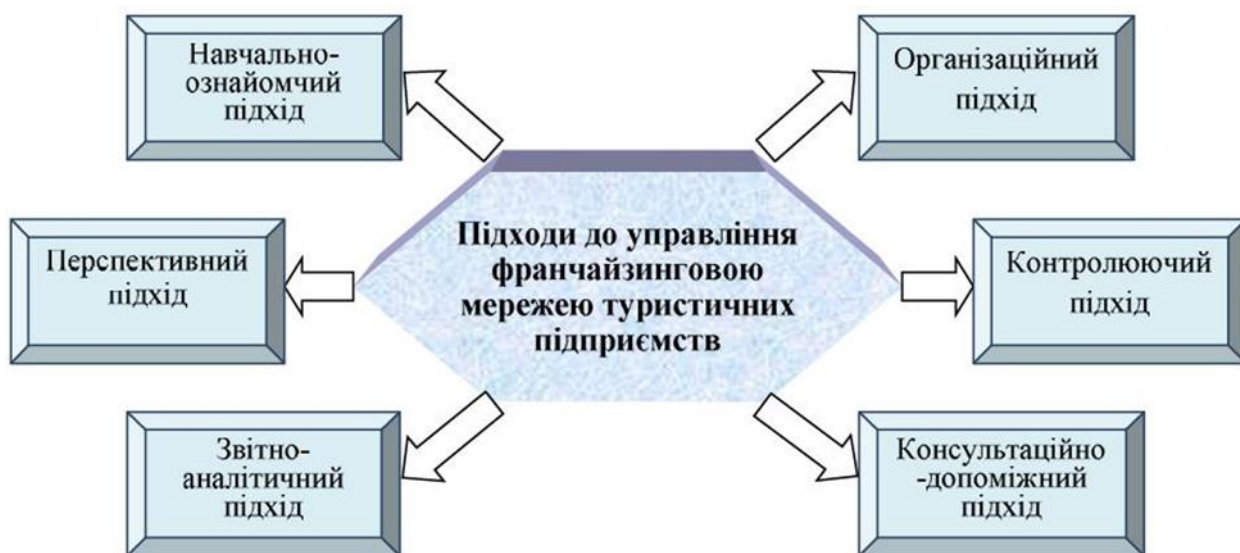 Навчально-
ознайомчий
підхід
Організаційний
підхід
Перспективний
підхід
Підходи до управління
франчайзинговою
мережею туристичних
підприємств
Контролюючий
підхід
Звітно-
аналітичний
підхід
Консультаційно
-допоміжний
підхід